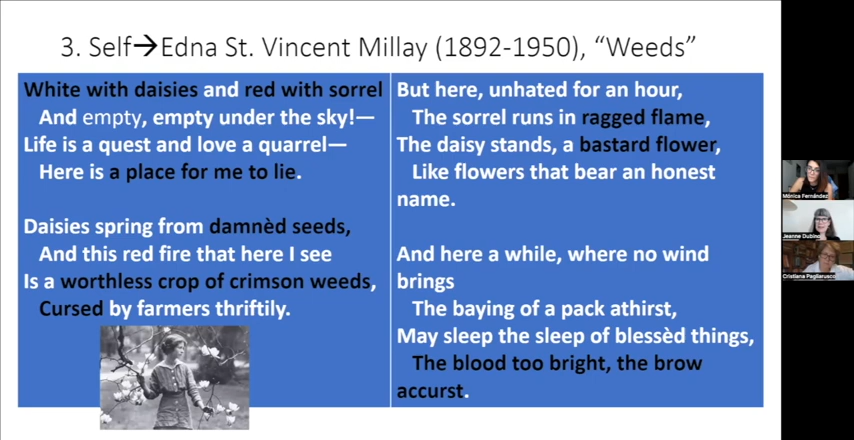 3. Self→Edna St. Vincent Millay (1892-1950), “Weeds”
White with daisies and red with sorrel
And empty, empty under the sky!—
Life is a quest and love a quarrel—
Here is a place for me to lie.
Daisies spring from damnèd seeds,
And this red fire that here I see
Is a worthless crop of crimson weeds,
Cursed by farmers thriftily.
But here, unhated for an hour,
The sorrel runs in ragged flame,
The daisy stands, a bastard flower,
Like flowers that bear an honest
name.
And here a while, where no wind
brings
The baying of a pack athirst,
May sleep the sleep of blessèd things,
The blood too bright, the brow
accurst.
Mónica Fernández
Jeanne Dubino
Cristiana Pagliarusco